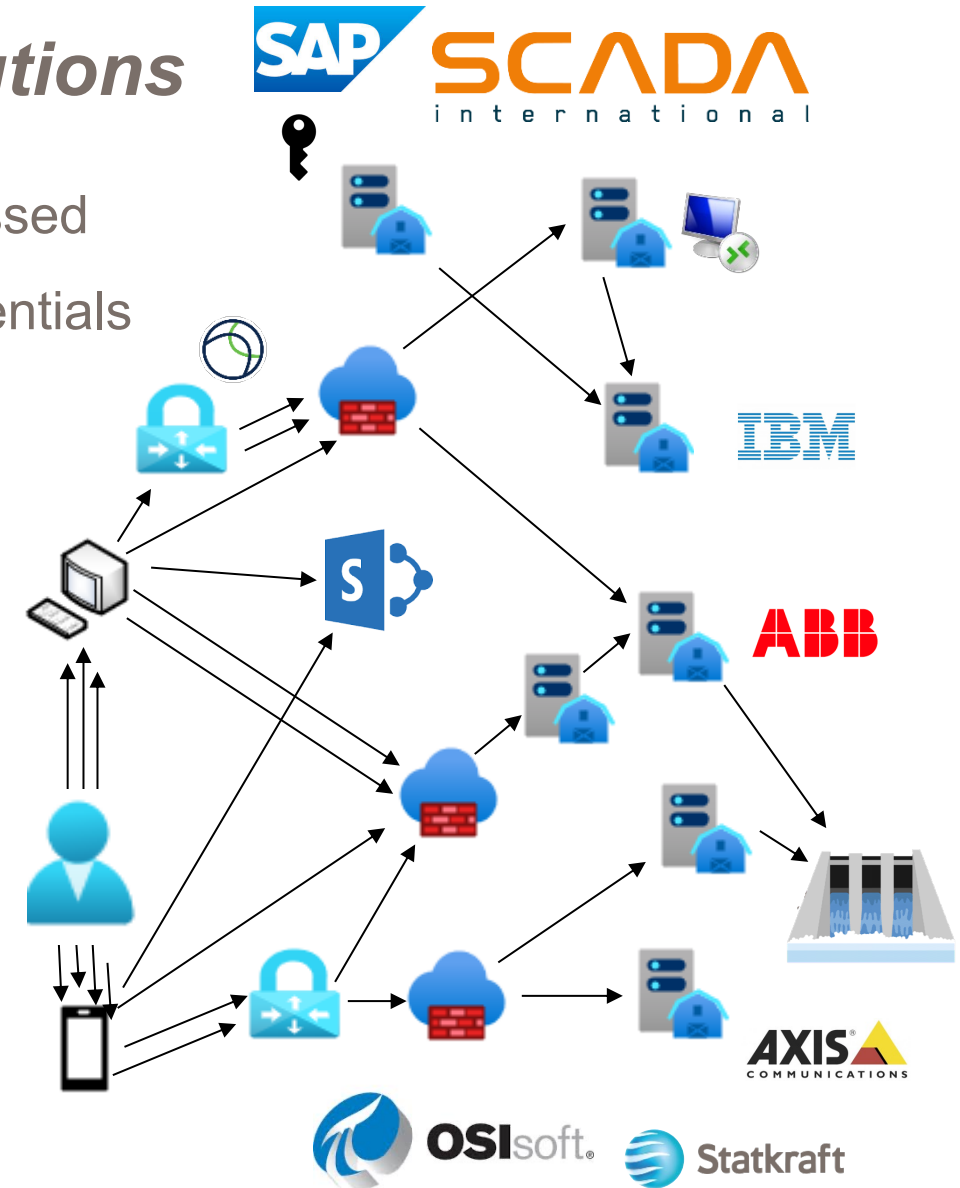 utions
SAP
SCADA
international
ssed
entials
IBM
S
ABB
AXIS
COMMUNICATIONS
OSIsoft.
Statkraft